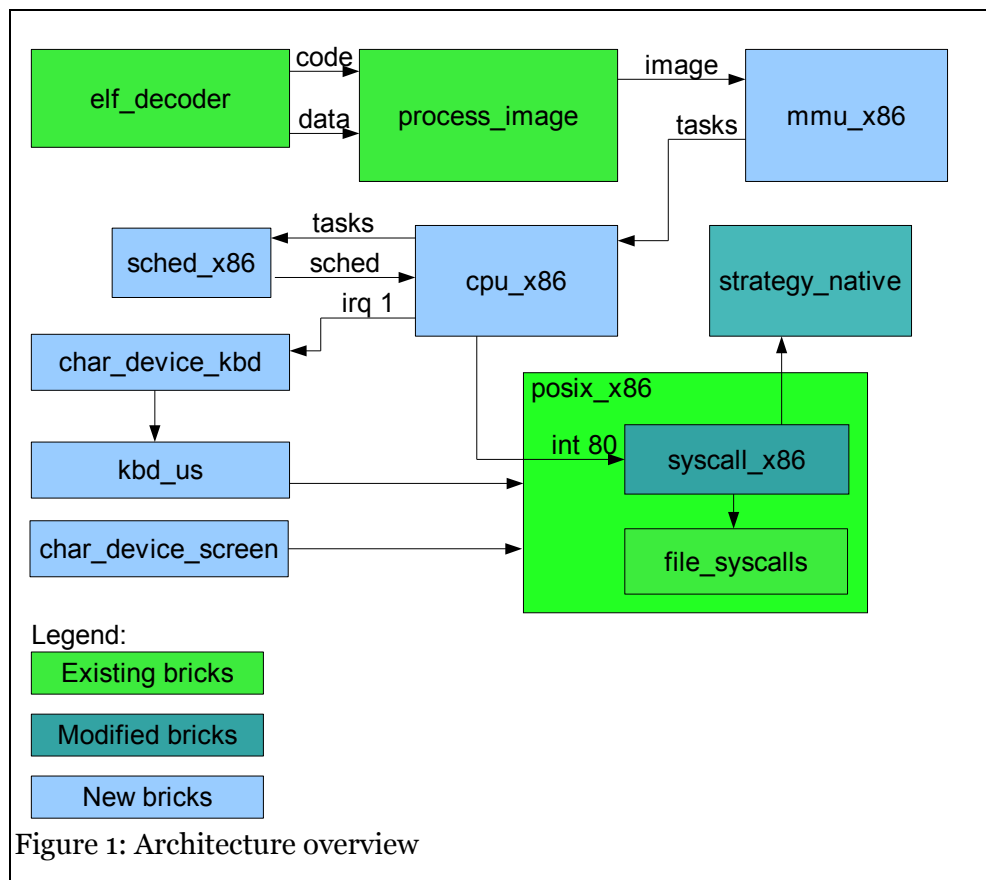 code
elf_decoder
data
process_image
image
tasks
mmu_x86
tasks
sched_x86
sched
cpu_x86
irq 1
strategy_native
char_device_kbd
posix_x86
int 80
syscall_x86
kbd_us
char_device_screen
file_syscalls
Legend:
Existing bricks
Modified bricks
New bricks
Figure 1: Architecture overview